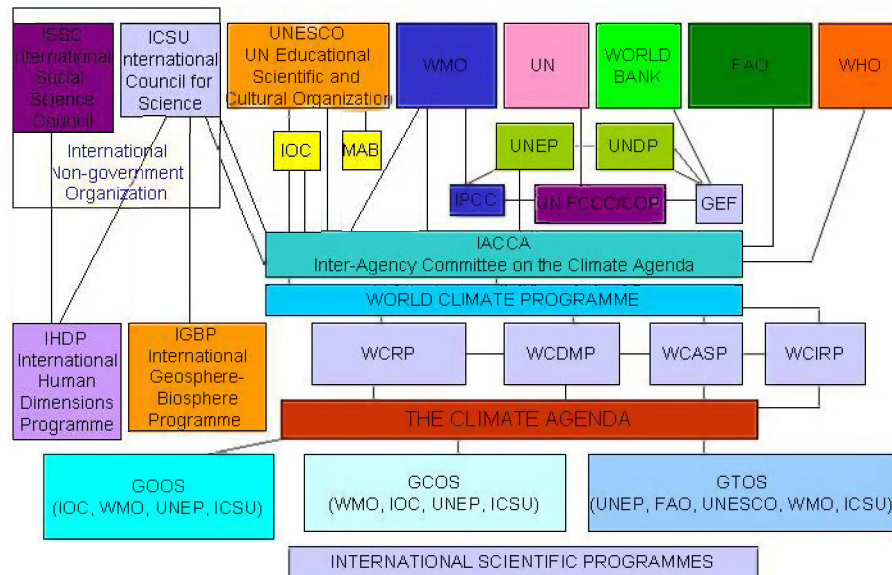 ISSC
International
Social
Science
Council
ICSU
International
Council for
Science
UNESCO
UN Educational
Scientific and
Cultural Organization
WMO
UN
WORLD
BANK
FAO
WHO
International
Non-government
Organization
IOC
MAB
UNEP
UNDP
IPCC
UN FCCC/COP
GEF
IACCA
Inter-Agency Committee on the Climate Agenda
WORLD CLIMATE PROGRAMME
IHDP
International
Human
Dimensions
Programme
IGBP
International
Geosphere-
Biosphere
Programme
WCRP
WCDMP
WCASP
WCIRP
THE CLIMATE AGENDA
GOOS
(IOC, WMO, UNEP, ICSU)
GCOS
(WMO, IOC, UNEP, ICSU)
GTOS
(UNEP, FAO, UNESCO, WMO, ICSU)
INTERNATIONAL SCIENTIFIC PROGRAMMES